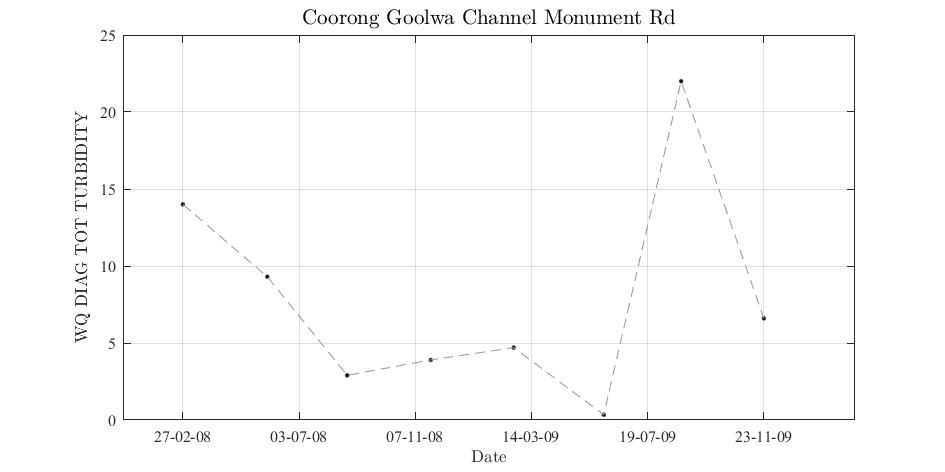 Coorong Goolwa Channel Monument Rd
WQ DIAG TOT TURBIDITY
25
20
15
10
5
0
27-02-08 03-07-08 07-11-08 14-03-09 19-07-09 23-11-09
Date